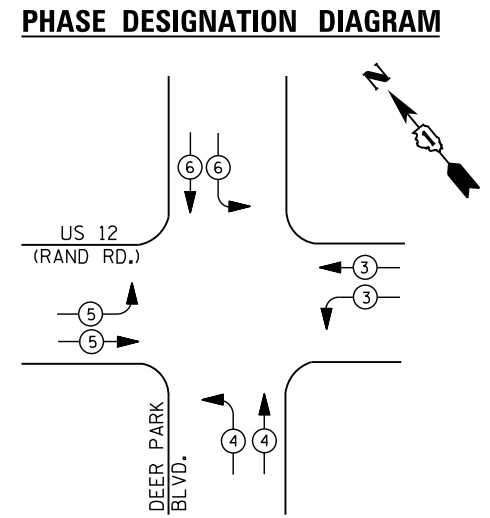 PHASE DESIGNATION DIAGRAM
N
6 6
US 12
(RAND RD.)
3
3
5
5
DEER PARK
BLVD.
4 4